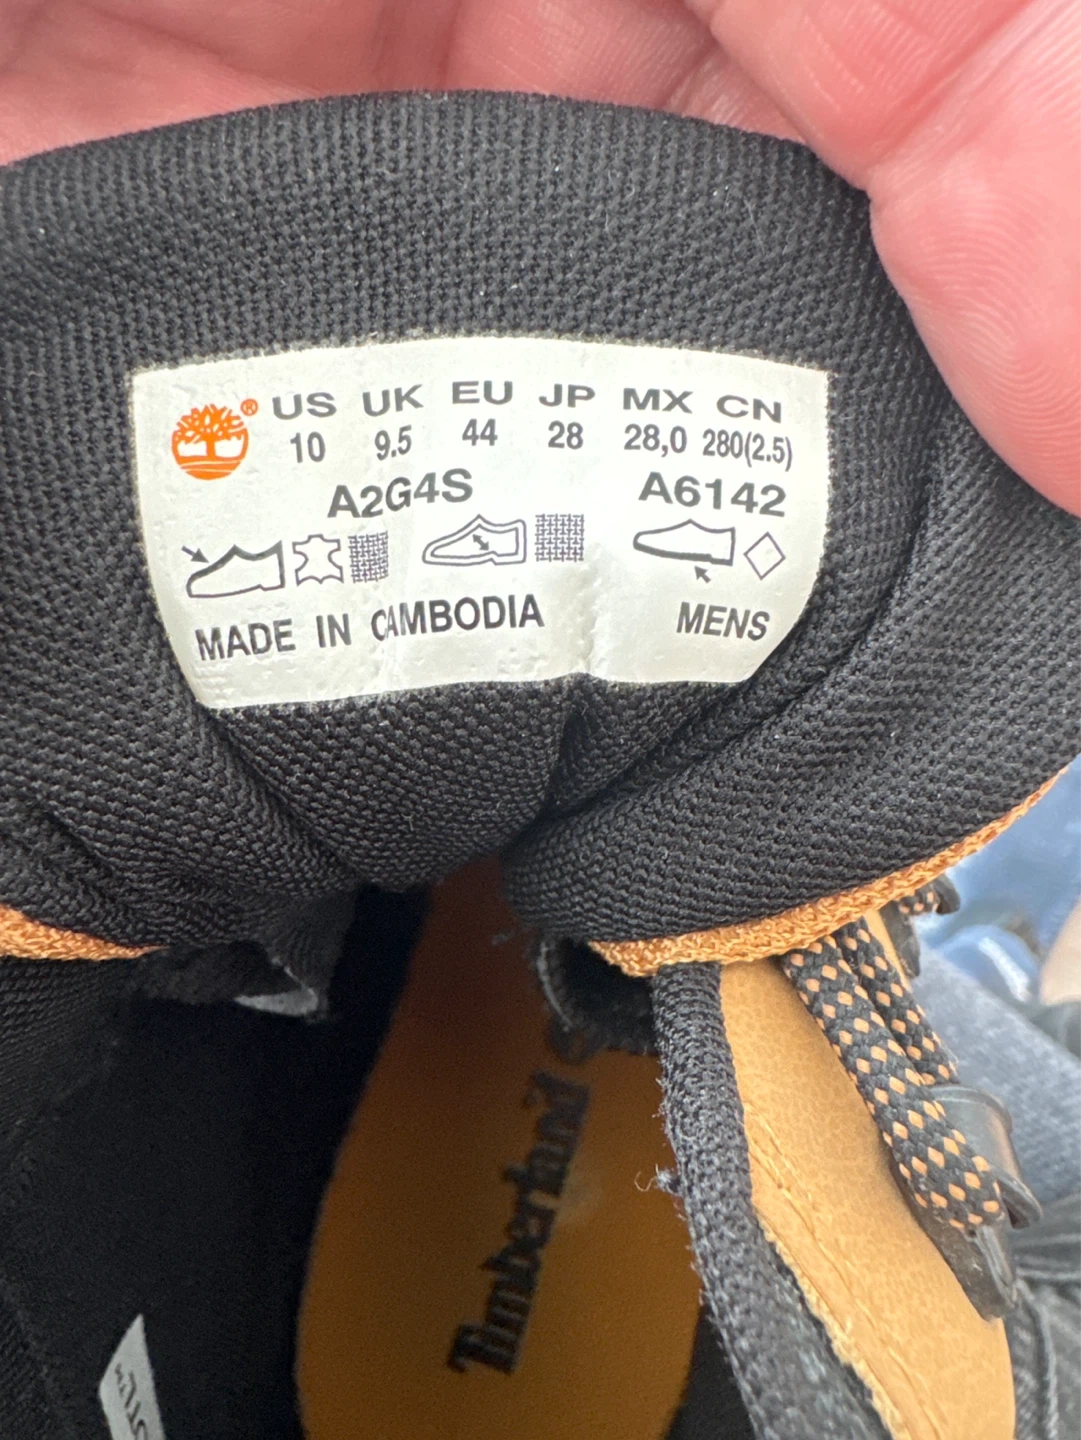 ® US UK EU JP MX CN
10 9.5 44 28 28,0 280(2.5)
A2G4S A6142
MADE IN CAMBODIA MENS
Timberland